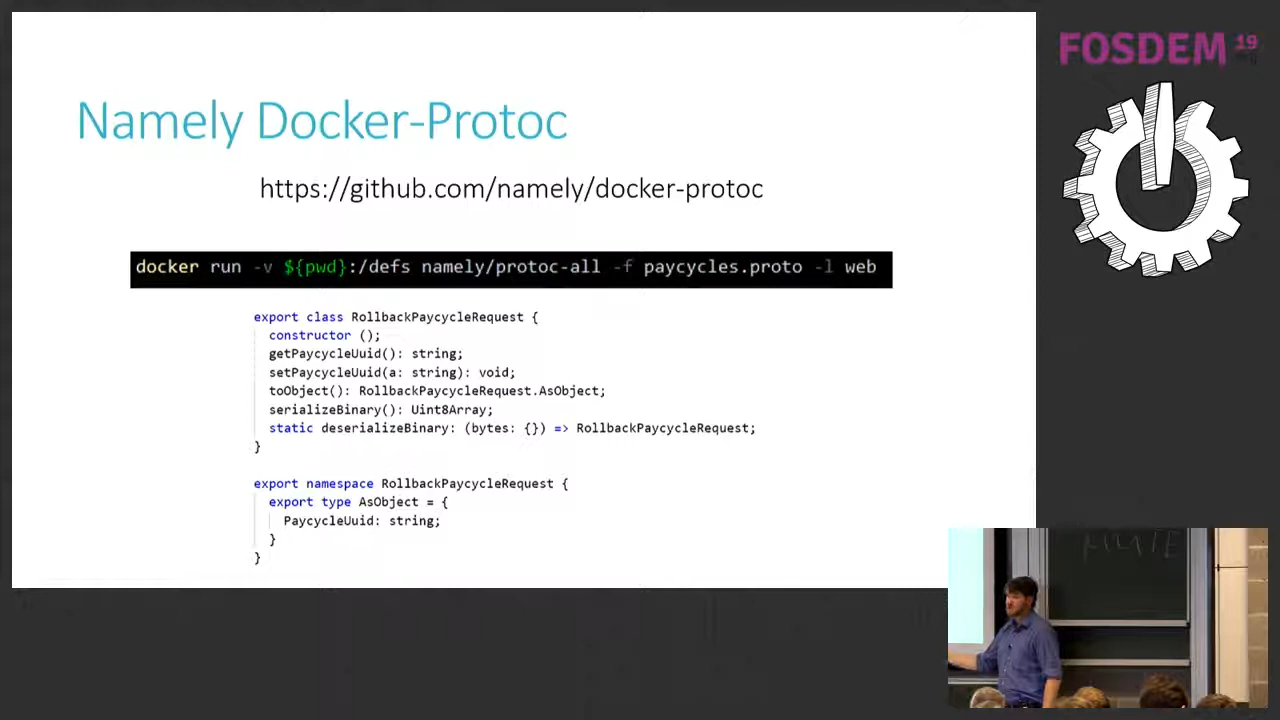 Namely Docker-Protoc
https://github.com/namely/docker-protoc
docker run -v ${pwd}:/defs namely/protoc-all -f paycycles.proto -l web
export class RollbackPaycycleRequest {
constructor ();
getPaycycleUuid(): string;
setPaycycleUuid(a: string): void;
toObject(): RollbackPaycycleRequest.AsObject;
serializeBinary(): Uint8Array;
static deserializeBinary: (bytes: {}) => RollbackPaycycleRequest;
}
export namespace RollbackPaycycleRequest {
export type AsObject = {
PaycycleUuid: string;
}
}
FOSDEM 19